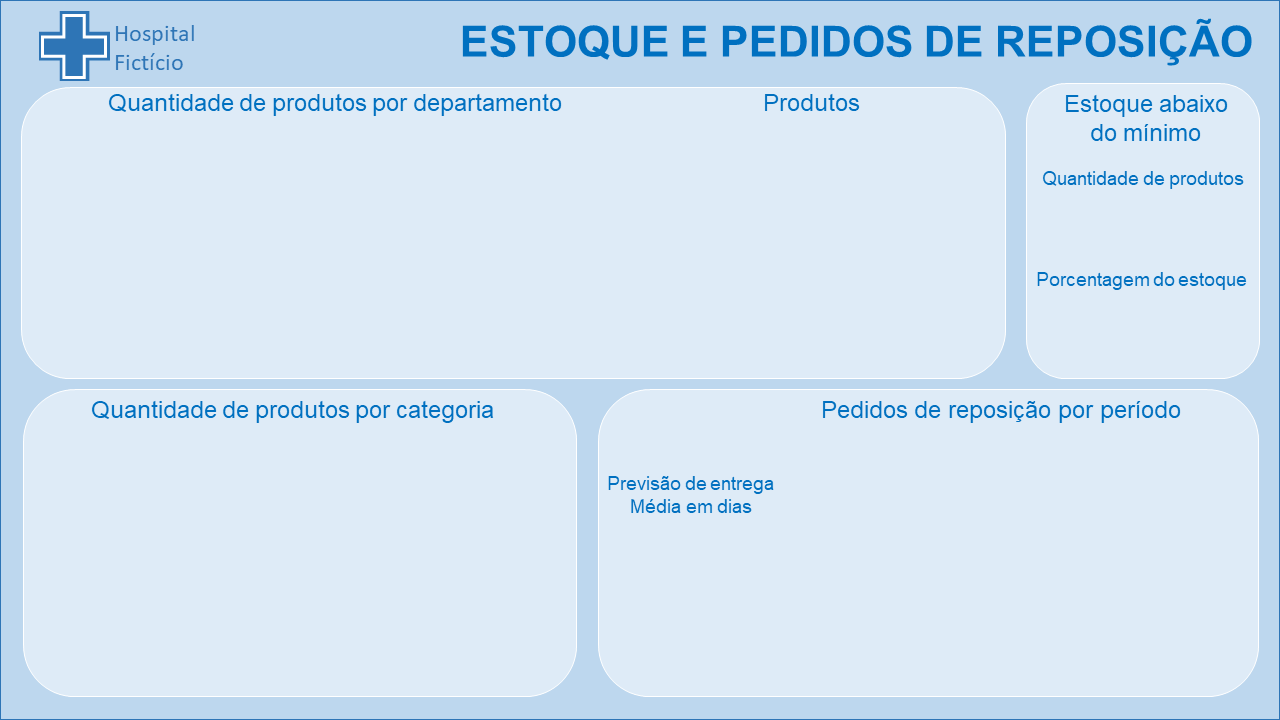 Hospital
Fictício
ESTOQUE E PEDIDOS DE REPOSIÇÃO
Quantidade de produtos por departamento
Produtos
Estoque abaixo
do mínimo
Quantidade de produtos
Porcentagem do estoque
Quantidade de produtos por categoria
Pedidos de reposição por período
Previsão de entrega
Média em dias